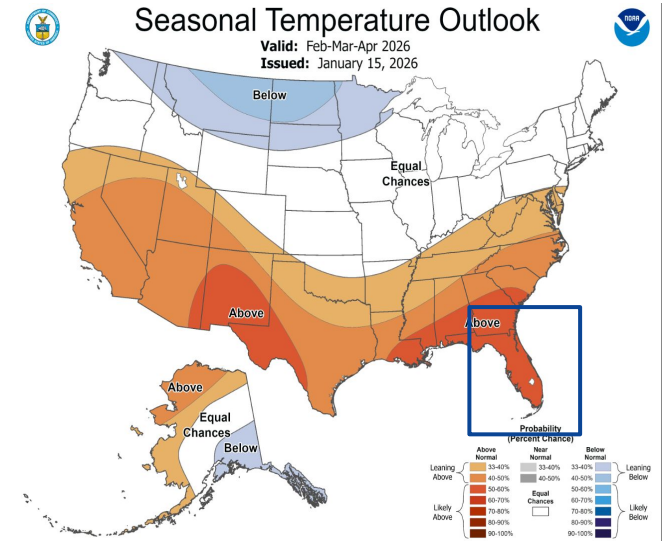 Seasonal Temperature Outlook
NOAA
Valid: Feb-Mar-Apr 2026
Issued: January 15, 2026
Below
Equal
Chances
Above
Above
Above
Equal
Chances
Below
Probability
(Percent Chance)
Above
Normal
Near
Normal
Below
Normal
Leaning
Above
33-40%
40-50%
33-40%
40-50%
33-40%
40-50%
Leaning
Below
Likely
Above
50-60%
60-70%
70-80%
80-90%
90-100%
Equal
Chances
50-60%
60-70%
70-80%
80-90%
90-100%
Likely
Below